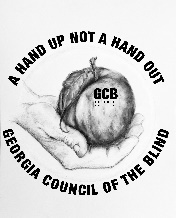 A HAND UP NOT A HAND OUT
GCB
GEORGIA COUNCIL OF THE BLIND